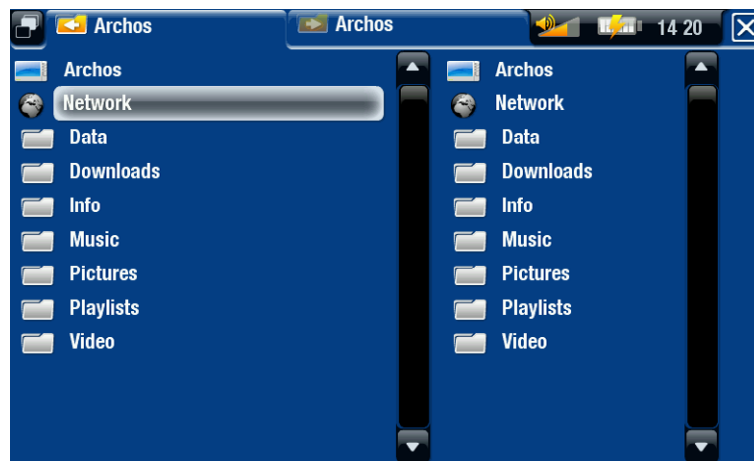 Archos
Archos
14 20
Archos
Network
Data
Downloads
Info
Music
Pictures
Playlists
Video
Archos
Network
Data
Downloads
Info
Music
Pictures
Playlists
Video